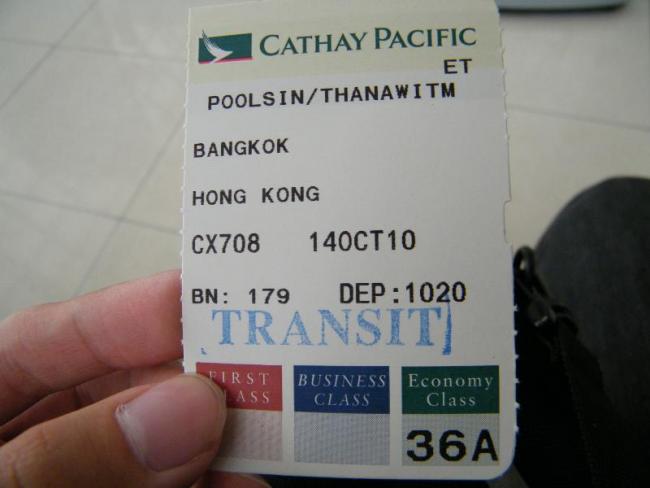 CATHAY PACIFIC
ET
POOLSIN/THANAWITM
BANGKOK
HONG KONG
CX708 14OCT10
BN: 179 DEP:1020
TRANSIT
FIRST CLASS BUSINESS CLASS Economy Class
36A